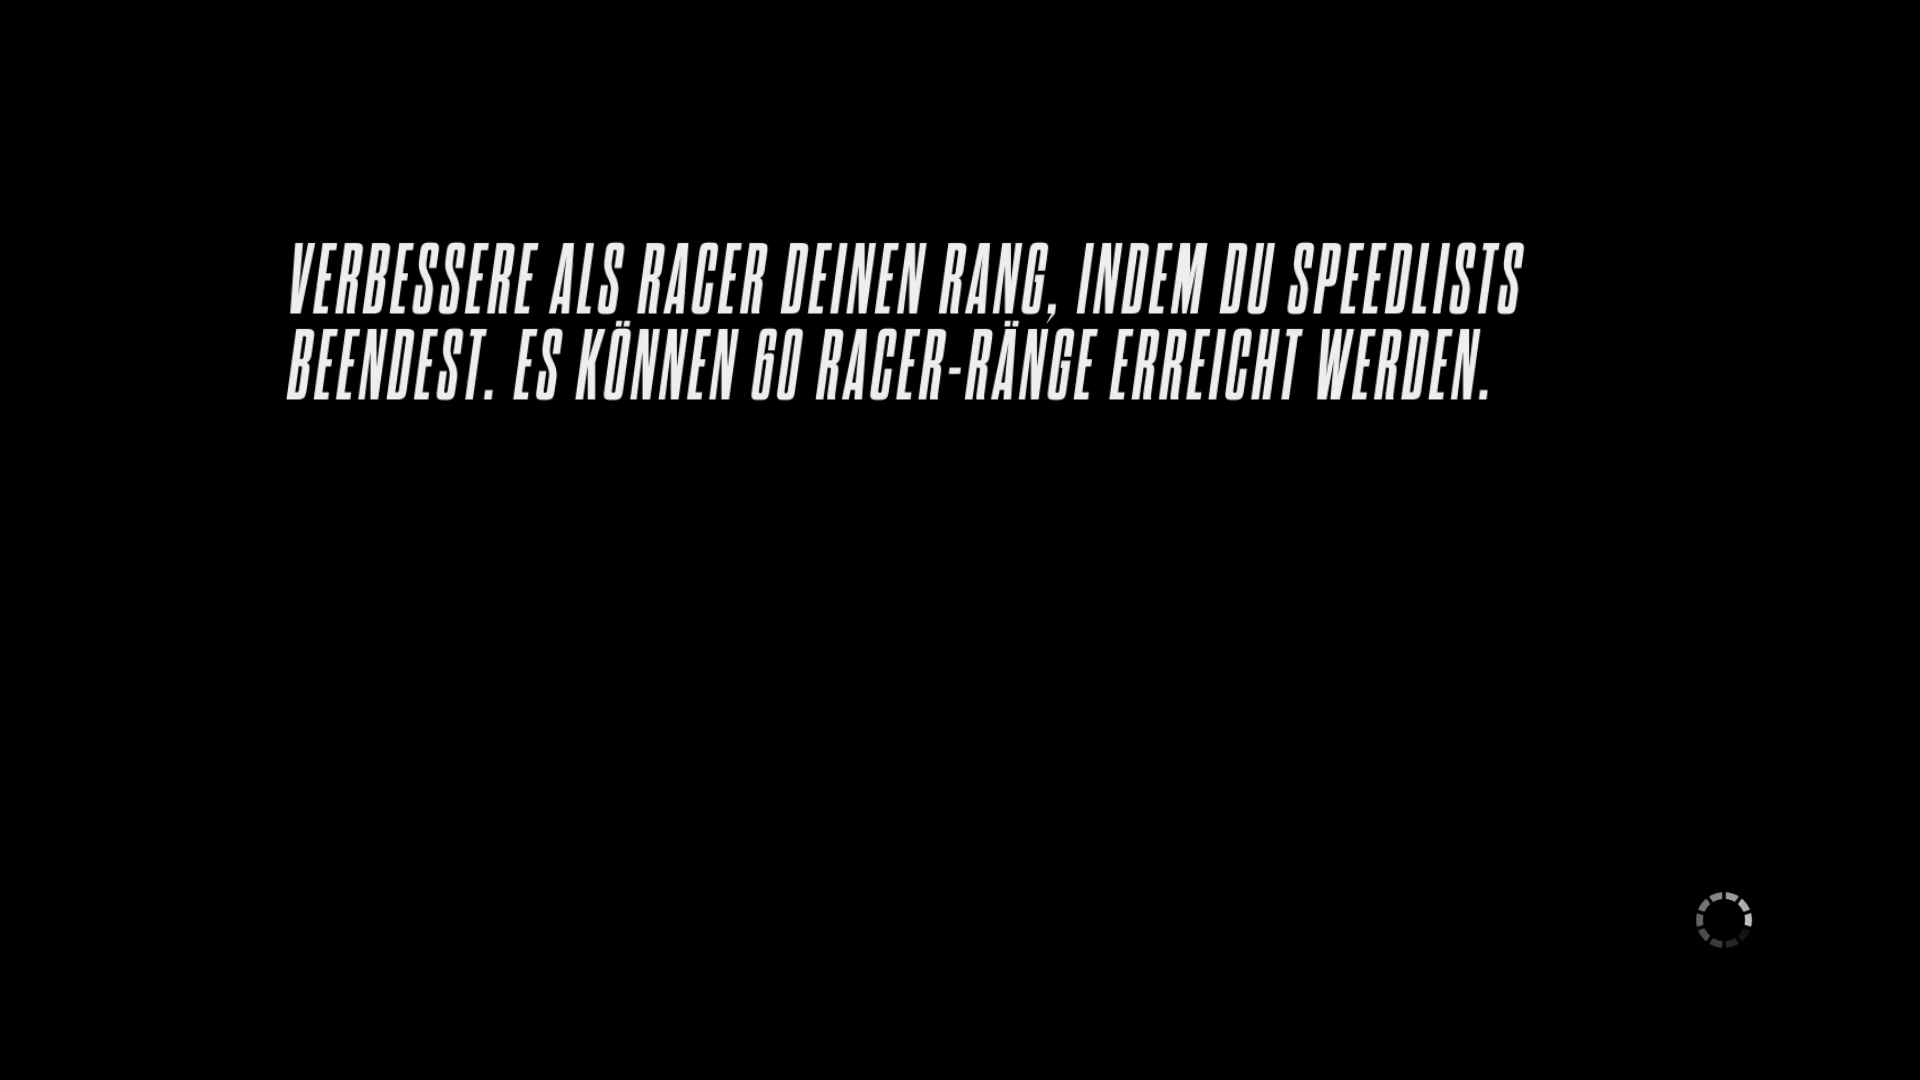 VERBESSERE ALS RACER DEINEN RANG, INDEM DU SPEEDLISTS
BEENDEST. ES KÖNNEN 60 RACER-RÄNGE ERREICHT WERDEN.